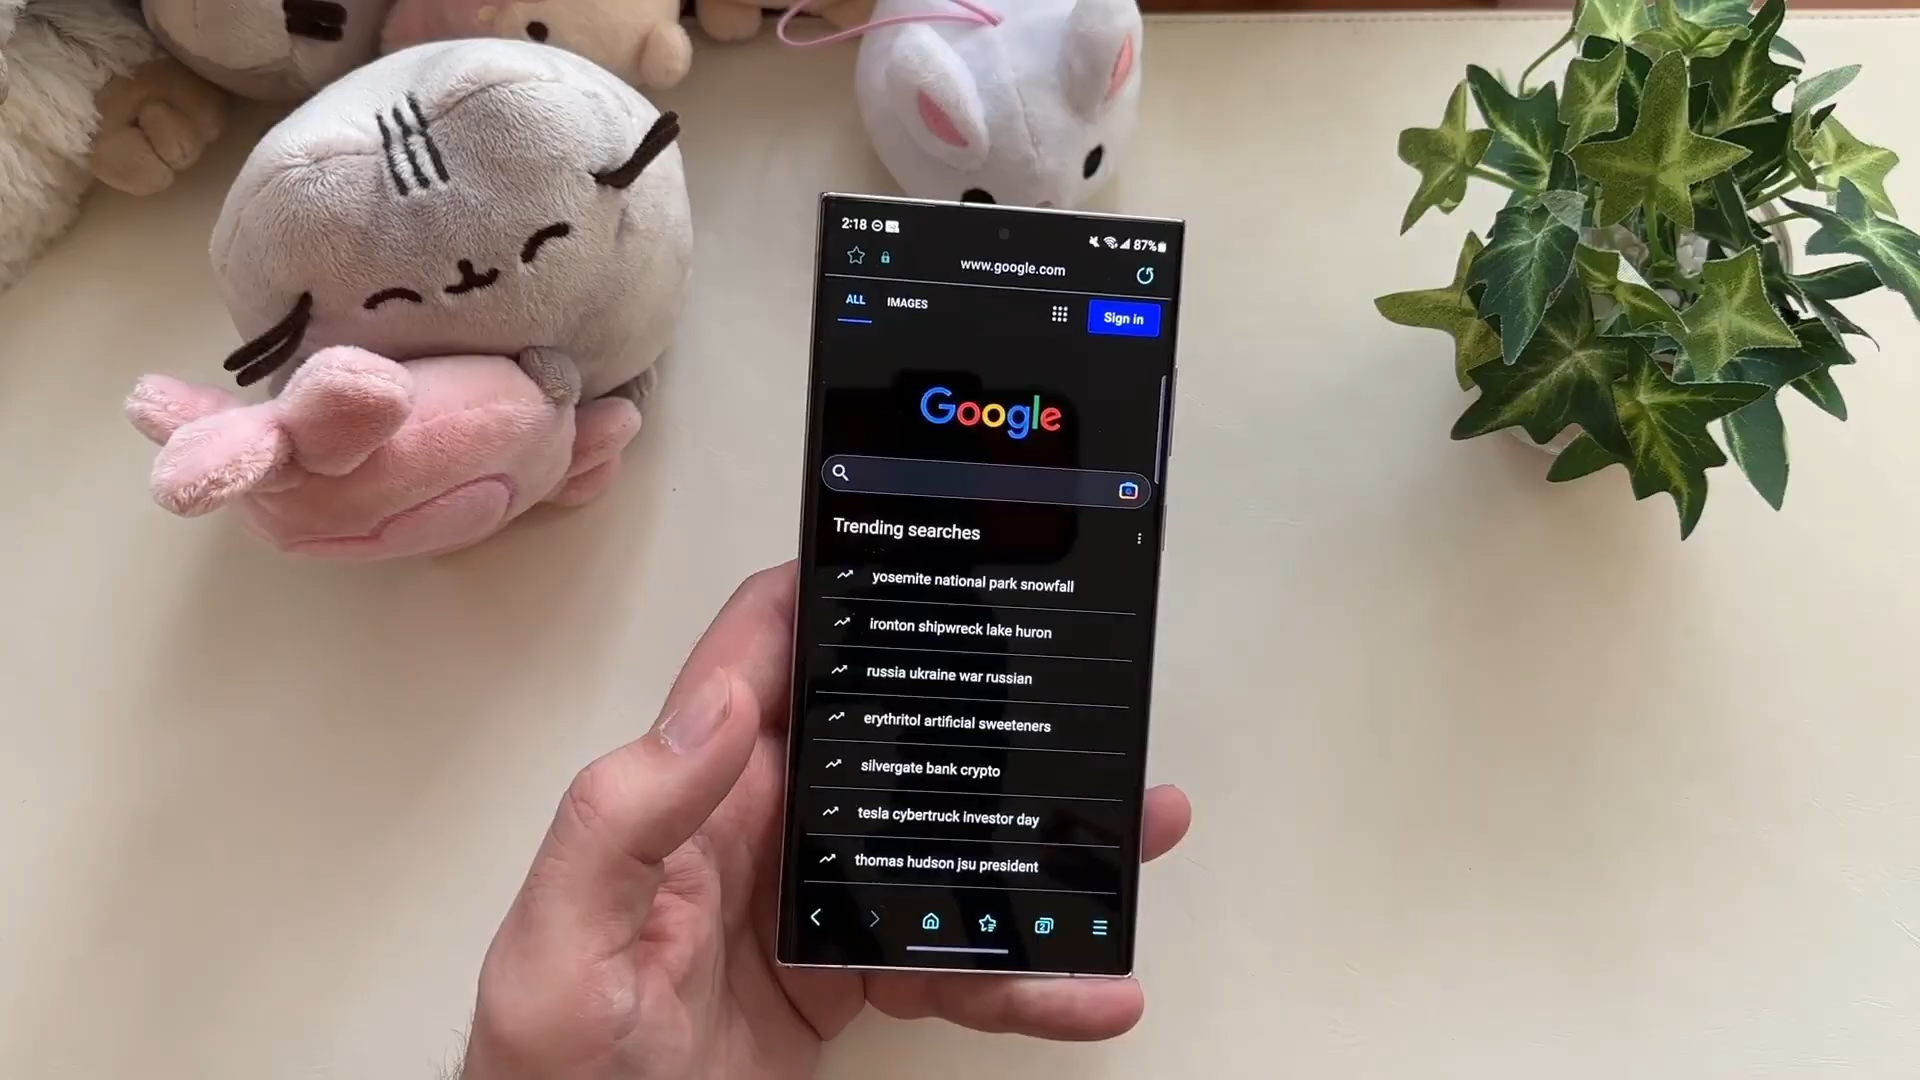 2:18
87%
www.google.com
ALL IMAGES
Sign in
Google
Trending searches
yosemite national park snowfall
ironton shipwreck lake huron
russia ukraine war russian
erythritol artificial sweeteners
silvergate bank crypto
tesla cybertruck investor day
thomas hudson jsu president
2